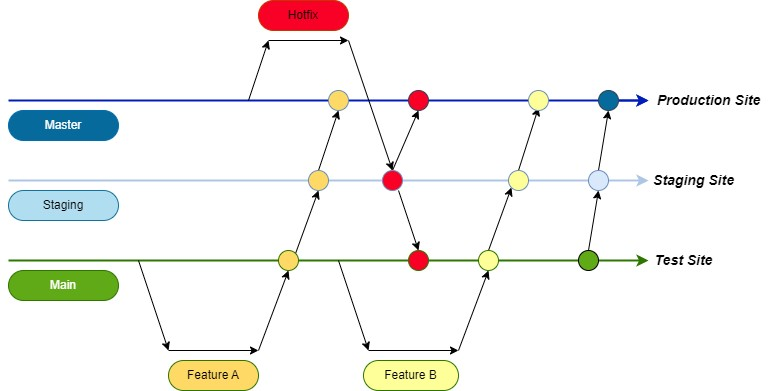 Hotfix
Production Site
Master
Staging Site
Staging
Test Site
Main
Feature A
Feature B